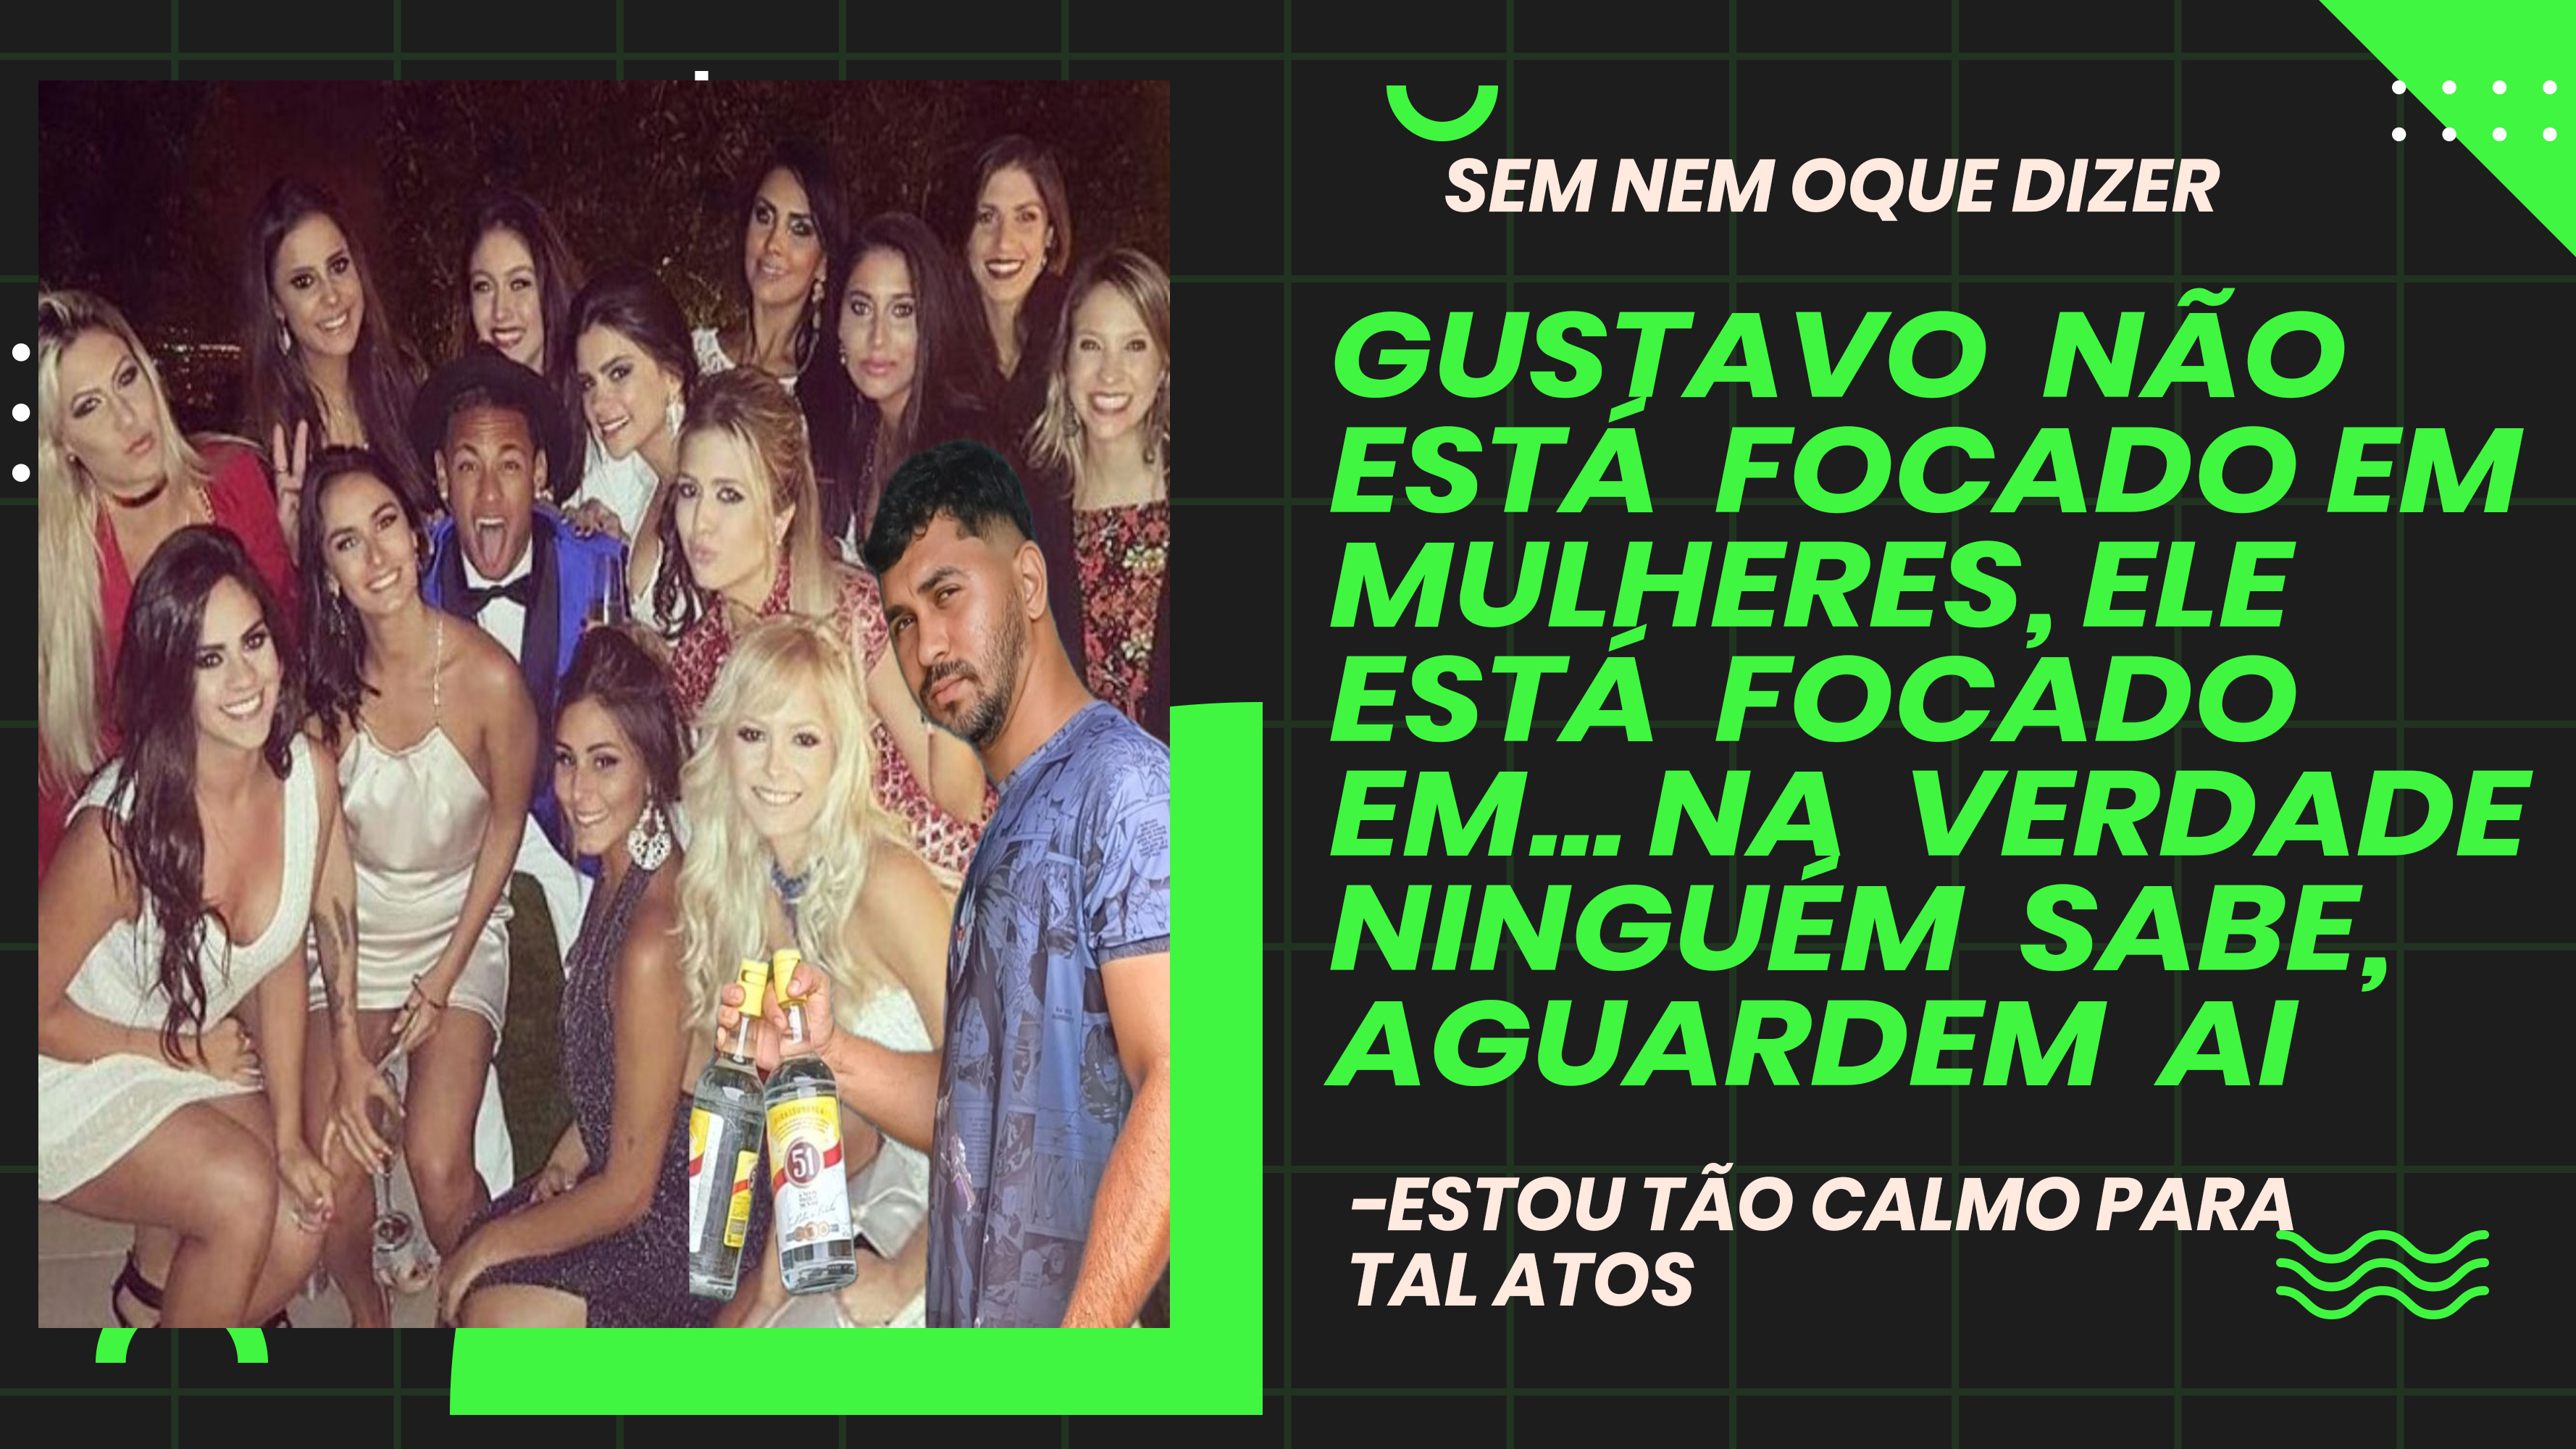 SEM NEM OQUE DIZER
GUSTAVO NÃO
ESTÁ FOCADO EM
MULHERES, ELE
ESTÁ FOCADO
EM... NA VERDADE
NINGUÉM SABE,
AGUARDEM AI
-ESTOU TÃO CALMO PARA
TAL ATOS
51